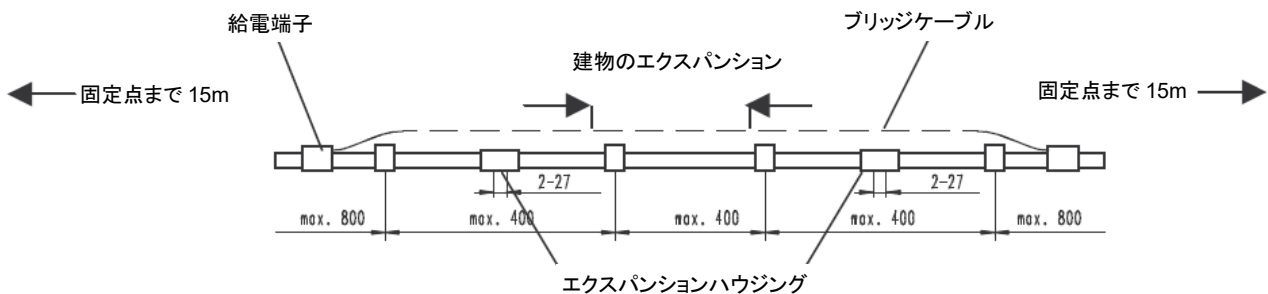 給電端子
ブリッジケーブル
建物のエクスパンション
固定点まで 15m
固定点まで 15m
2-27
2-27
max. 800
max. 400
max. 400
max. 400
max. 800
エクスパンションハウジング